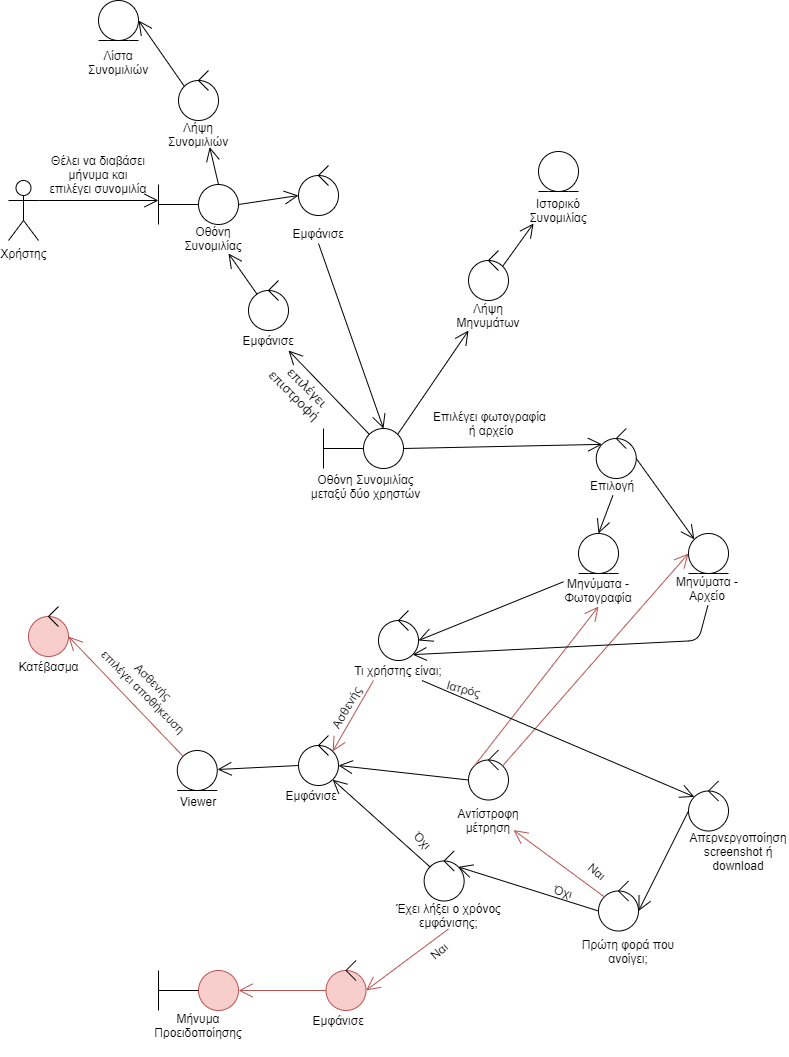 Λίστα
Συνομιλιών
Λήψη
Συνομιλιών
Θέλει να διαβάσει
μήνυμα και
επιλέγει συνομιλία
Χρήστης
Οθόνη
Συνομιλίας
Εμφάνισε
Ιστορικό
Συνομιλίας
Λήψη
Μηνυμάτων
Εμφάνισε
επιλέγει
επιστροφή
Επιλέγει φωτογραφία
ή αρχείο
Οθόνη Συνομιλίας
μεταξύ δύο χρηστών
Επιλογή
Μηνύματα -
Φωτογραφία
Μηνύματα -
Αρχείο
Κατέβασμα
Τι χρήστης είναι;
Ασθενής
επιλέγει αποθήκευση
Ασθενής
Ιατρός
Viewer
Εμφάνισε
Αντίστροφη
μέτρηση
Απερνεργοποίηση
screenshot ή
download
Όχι
Ναι
Όχι
Έχει λήξει ο χρόνος
εμφάνισης;
Πρώτη φορά που
ανοίγει;
Ναι
Μήνυμα
Προειδοποίησης
Εμφάνισε